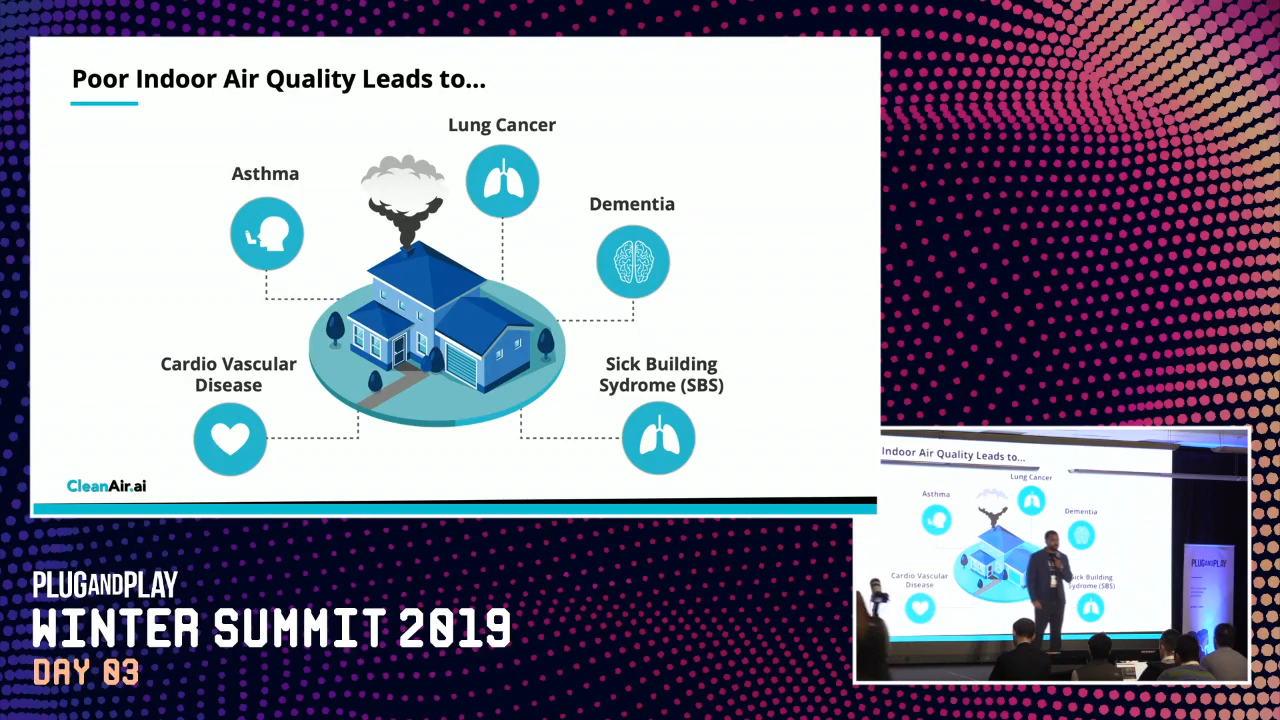 Poor Indoor Air Quality Leads to...
Lung Cancer
Asthma
Dementia
Cardio Vascular
Disease
Sick Building
Sydrome (SBS)
CleanAir.ai
PLUGANDPLAY
WINTER SUMMIT 2019
DAY 03
Indoor Air Quality Leads to...
Lung Cancer
Asthma
Dementia
Cardio Vascular
Disease
Sick Building
Sydrome (SBS)
PLUGANDPLAY